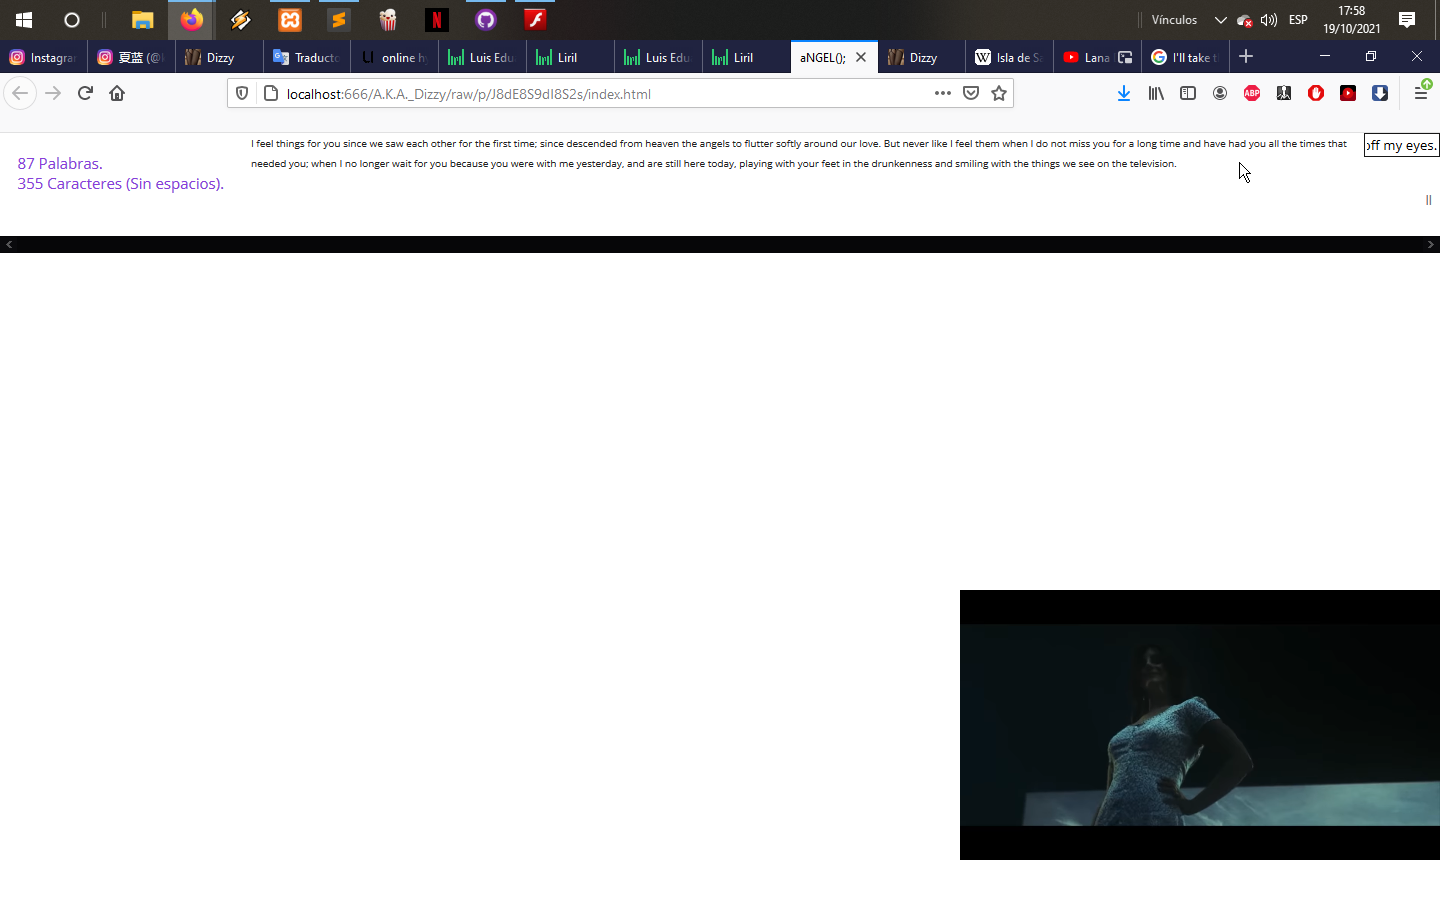 Vínculos
ESP
17:58
19/10/2021
Instagram
夏蓝 (@k
Dizzy
Traducto
LI online hy
Luis Edu
Liril
Luis Edu
Liril
aNGEL();
Dizzy
Isla de Sa
Lana
I'll take t
localhost:666/A.K.A._Dizzy/raw/p/J8dE8S9dI8S2s/index.html
ABP
87 Palabras.
355 Caracteres (Sin espacios).
I feel things for you since we saw each other for the first time; since descended from heaven the angels to flutter softly around our love. But never like I feel them when I do not miss you for a long time and have had you all the times that
needed you; when I no longer wait for you because you were with me yesterday, and are still here today, playing with your feet in the drunkenness and smiling with the things we see on the television.
off my eyes.
||